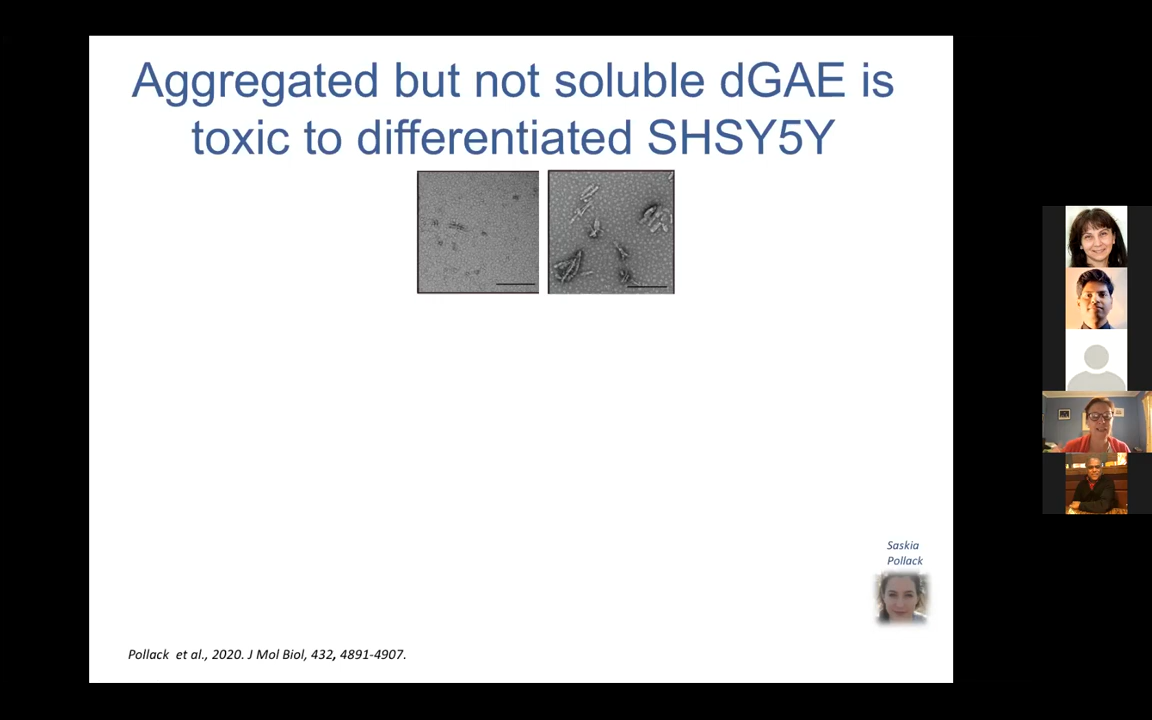 Aggregated but not soluble dGAE is
toxic to differentiated SHSY5Y
Saskia
Pollack
Pollack et al., 2020. J Mol Biol, 432, 4891-4907.